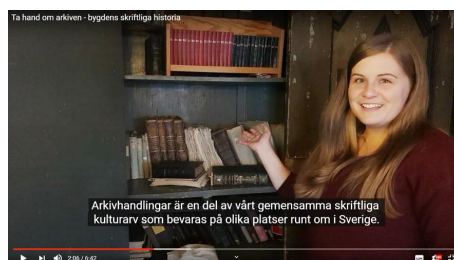 Ta hand om arkiven - bygdens skriftliga historia
Arkivhandlingar är en del av vårt gemensamma skriftliga
kulturarv som bevaras på olika platser runt om i Sverige.
2:06 / 6:42